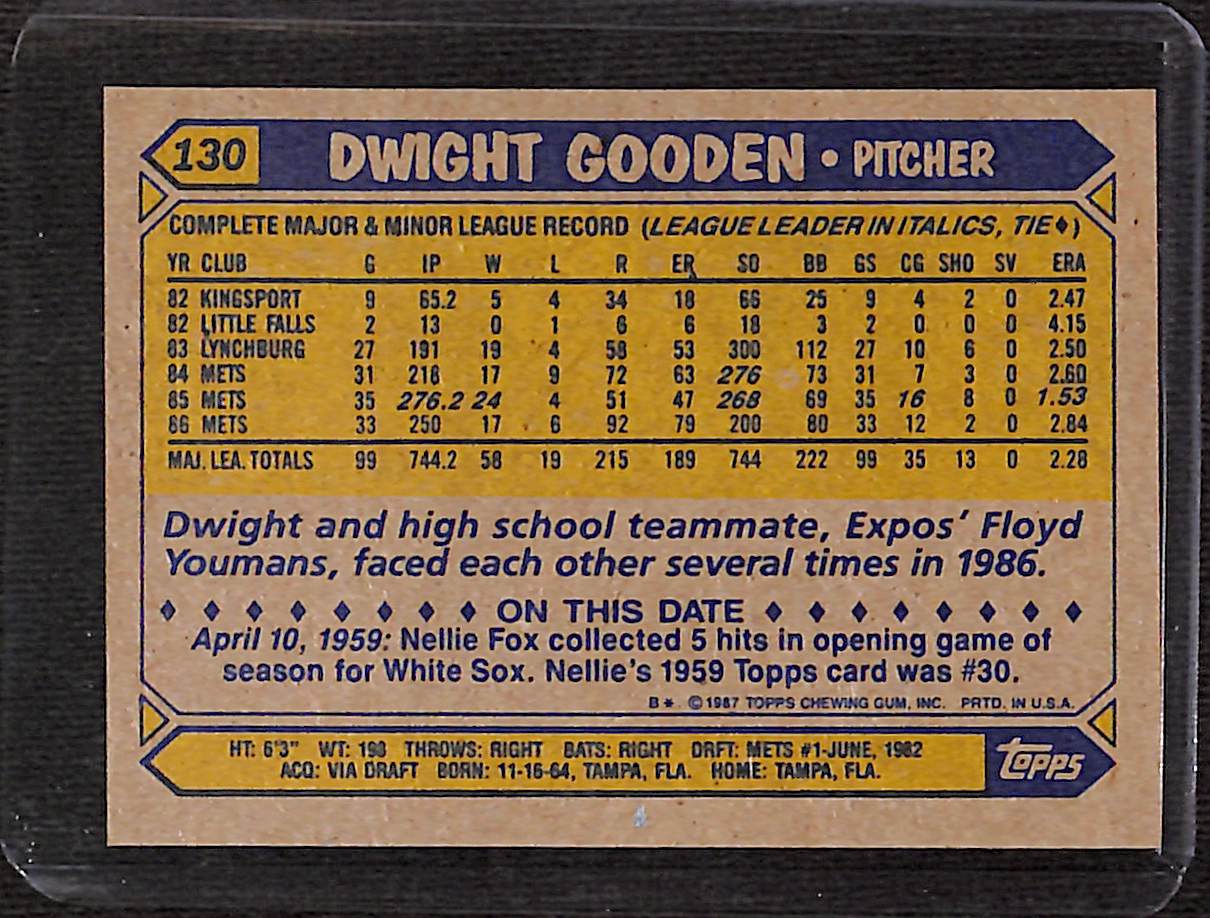 130 DWIGHT GOODEN • PITCHER
COMPLETE MAJOR & MINOR LEAGUE RECORD (LEAGUE LEADER IN ITALICS, TIE♦)
YR CLUB G IP W L R ER SO BB GS CG SHO SV ERA
82 KINGSPORT 9 65.2 5 4 34 18 66 25 9 4 2 0 2.47
82 LITTLE FALLS 2 13 0 1 6 6 18 3 2 0 0 0 4.15
83 LYNCHBURG 27 191 19 4 58 53 300 112 27 10 6 0 2.50
84 METS 31 218 17 9 72 63 276 73 31 7 3 0 2.60
85 METS 35 276.2 24 4 51 47 268 69 35 16 8 0 1.53
86 METS 33 250 17 6 92 79 200 80 33 12 2 0 2.84
MAJ. LEA. TOTALS 99 744.2 58 19 215 189 744 222 99 35 13 0 2.28
Dwight and high school teammate, Expos' Floyd
Youmans, faced each other several times in 1986.
♦ ♦ ♦ ♦ ♦ ♦ ♦ ♦ ON THIS DATE ♦ ♦ ♦ ♦ ♦ ♦ ♦ ♦
April 10, 1959: Nellie Fox collected 5 hits in opening game of
season for White Sox. Nellie's 1959 Topps card was #30.
B* ©1987 TOPPS CHEWING GUM, INC. PRTD. IN U.S.A.
HT: 6'3" WT: 198 THROWS: RIGHT BATS: RIGHT DRFT: METS #1-JUNE, 1982
ACQ: VIA DRAFT BORN: 11-16-64, TAMPA, FLA. HOME: TAMPA, FLA.
TOPPS